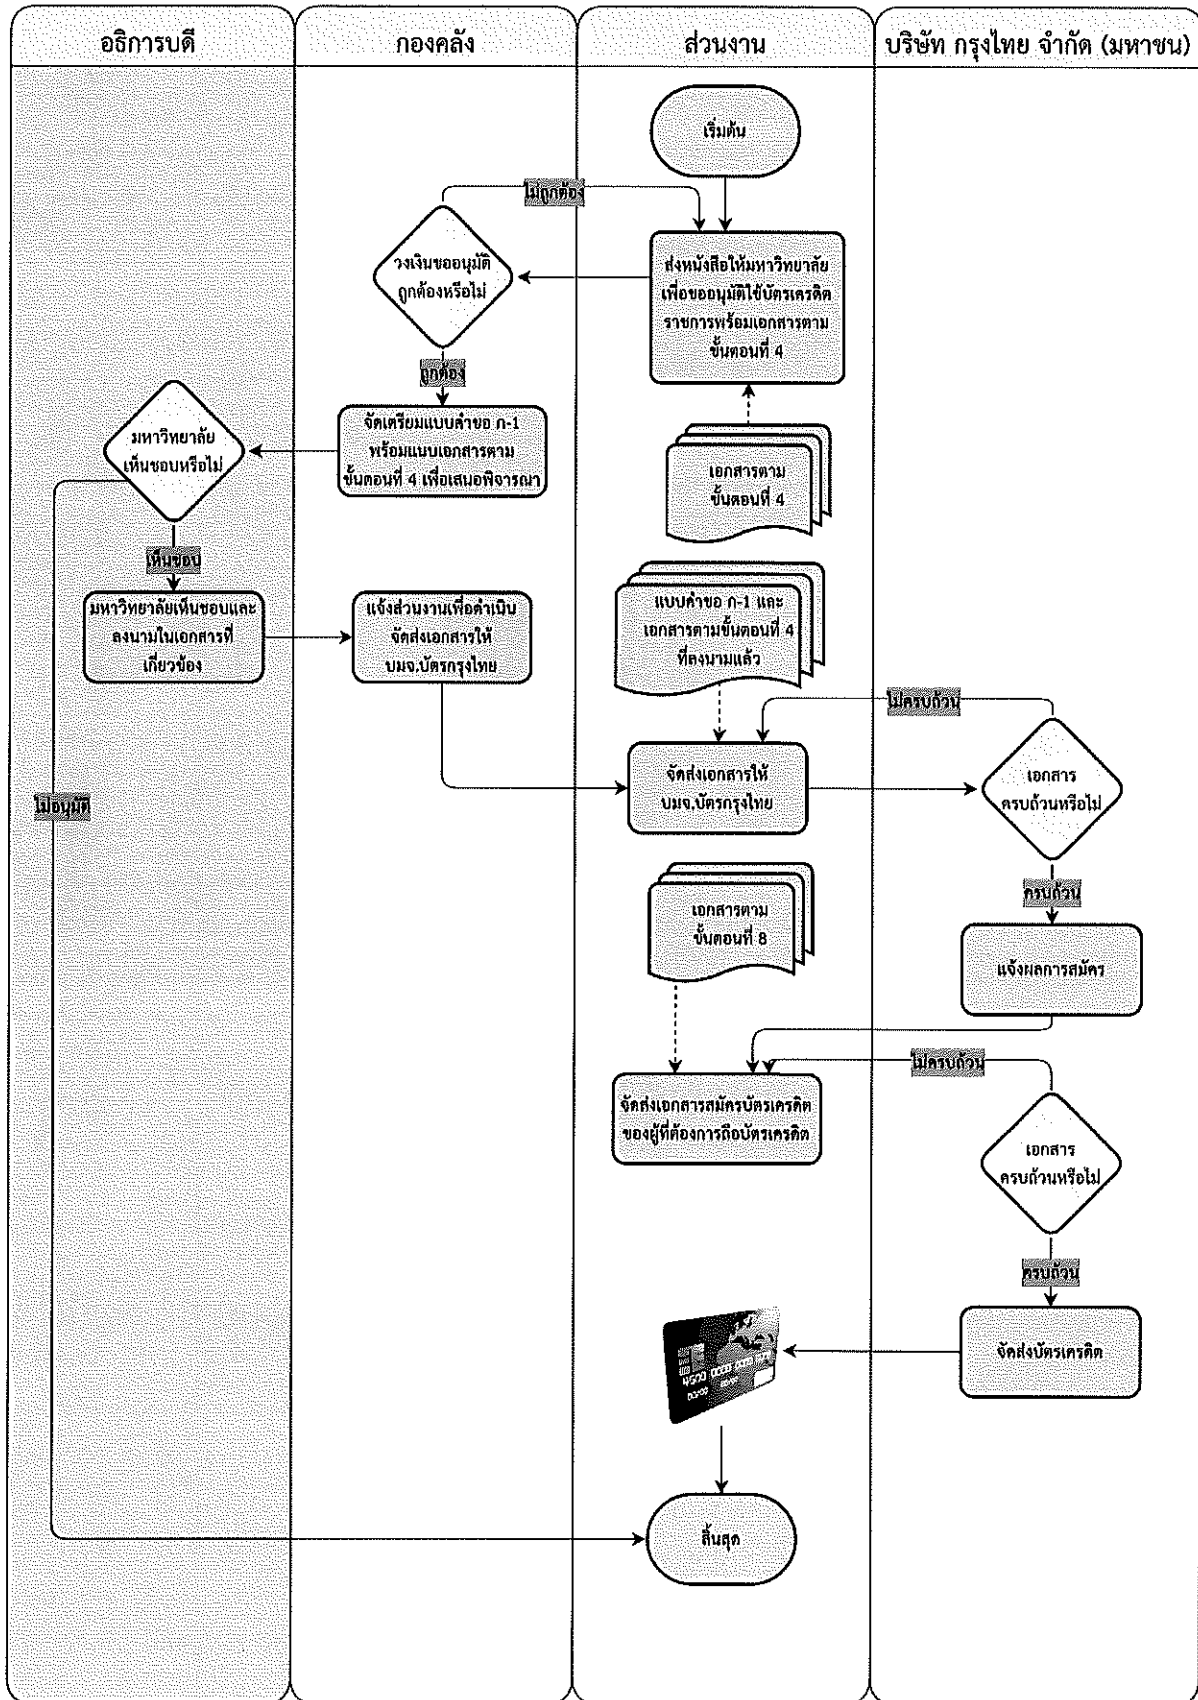 อธิการบดี
กองคลัง
ส่วนงาน
บริษัท กรุงไทย จำกัด (มหาชน)
เริ่มต้น
ไม่ถูกต้อง
วงเงินขออนุมัติ
ถูกต้องหรือไม่
ส่งหนังสือให้มหาวิทยาลัย
เพื่อขออนุมัติใช้บัตรเครดิต
ราชการพร้อมเอกสารตาม
ขั้นตอนที่ 4
ถูกต้อง
มหาวิทยาลัย
เห็นชอบหรือไม่
จัดเตรียมแบบคำขอ ก-1
พร้อมแนบเอกสารตาม
ขั้นตอนที่ 4 เพื่อเสนอพิจารณา
เอกสารตาม
ขั้นตอนที่ 4
เห็นชอบ
มหาวิทยาลัยเห็นชอบและ
ลงนามในเอกสารที่
เกี่ยวข้อง
แจ้งส่วนงานเพื่อดำเนิน
จัดส่งเอกสารให้
บมจ.บัตรกรุงไทย
แบบคำขอ ก-1 และ
เอกสารตามขั้นตอนที่ 4
ที่ลงนามแล้ว
ไม่ครบถ้วน
จัดส่งเอกสารให้
บมจ.บัตรกรุงไทย
เอกสาร
ครบถ้วนหรือไม่
ไม่อนุมัติ
ครบถ้วน
เอกสารตาม
ขั้นตอนที่ 8
แจ้งผลการสมัคร
ไม่ครบถ้วน
จัดส่งเอกสารสมัครบัตรเครดิต
ของผู้ที่ต้องการถือบัตรเครดิต
เอกสาร
ครบถ้วนหรือไม่
ครบถ้วน
จัดส่งบัตรเครดิต
สิ้นสุด